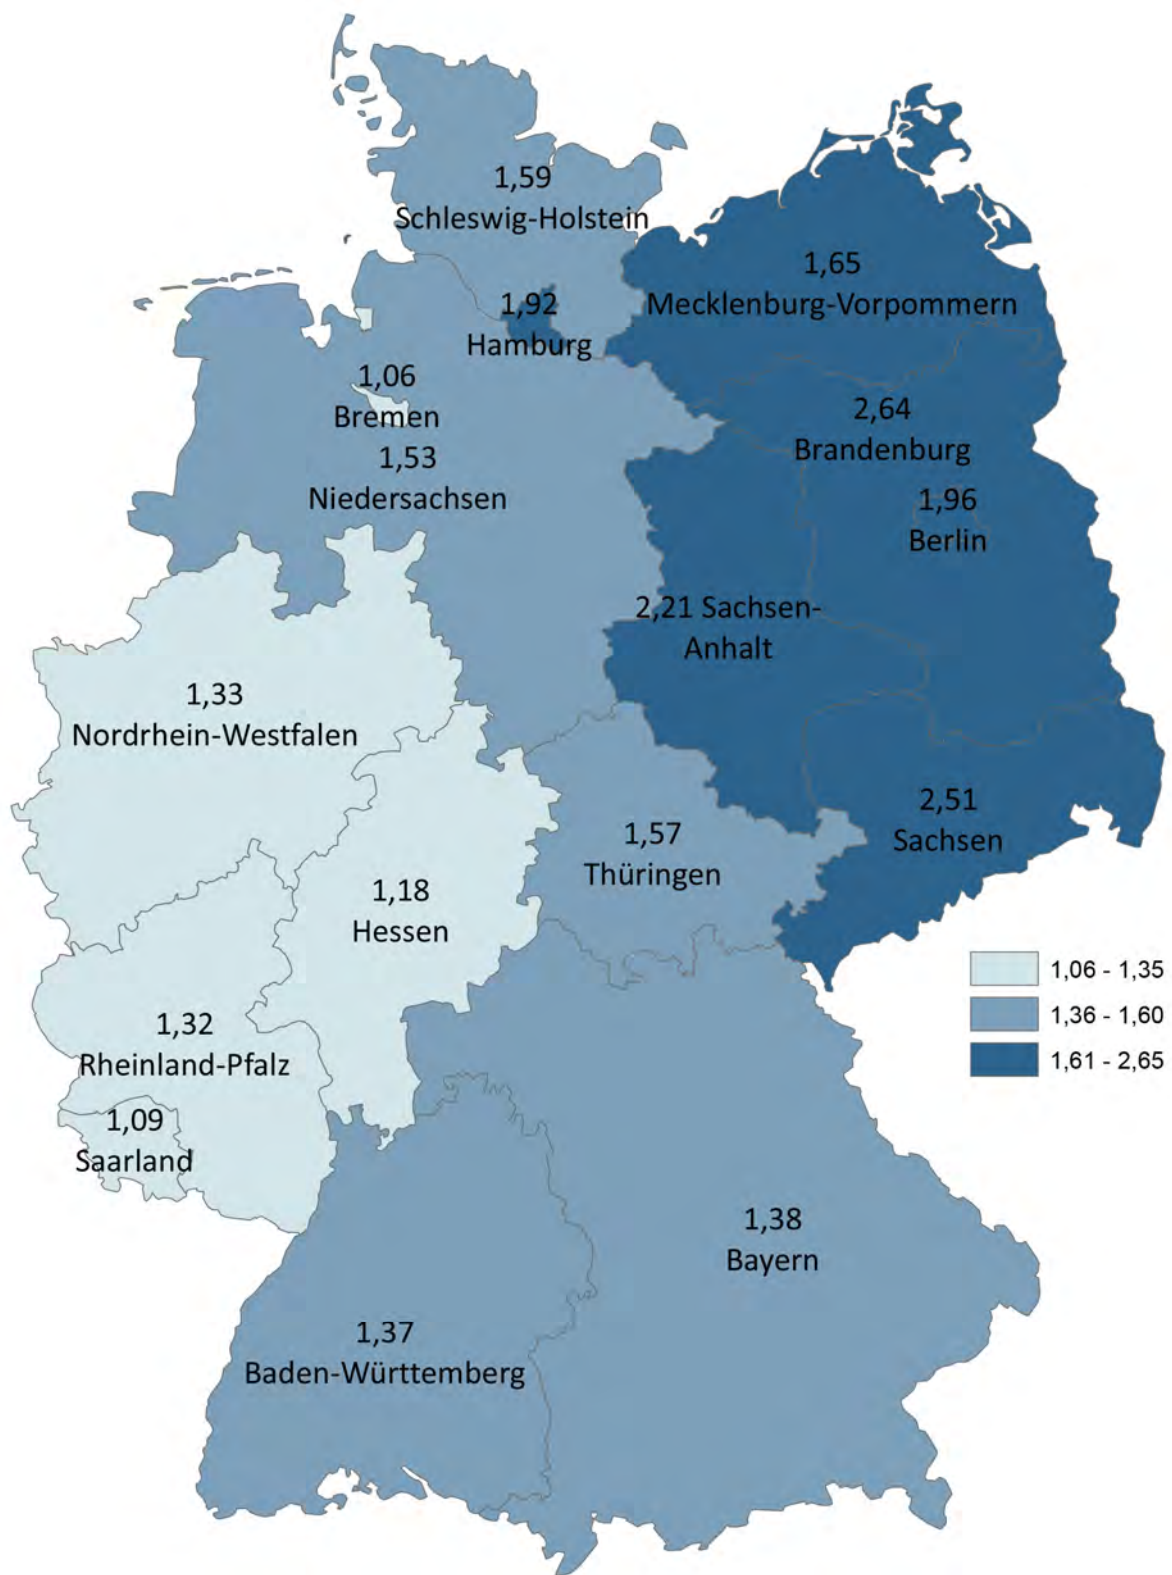 1,59
Schleswig-Holstein
1,65
Mecklenburg-Vorpommern
1,92
Hamburg
1,06
Bremen
2,64
Brandenburg
1,53
Niedersachsen
1,96
Berlin
2,21 Sachsen-
Anhalt
1,33
Nordrhein-Westfalen
2,51
Sachsen
1,57
Thüringen
1,18
Hessen
1,06 - 1,35
1,36 - 1,60
1,61 - 2,65
1,32
Rheinland-Pfalz
1,09
Saarland
1,38
Bayern
1,37
Baden-Württemberg